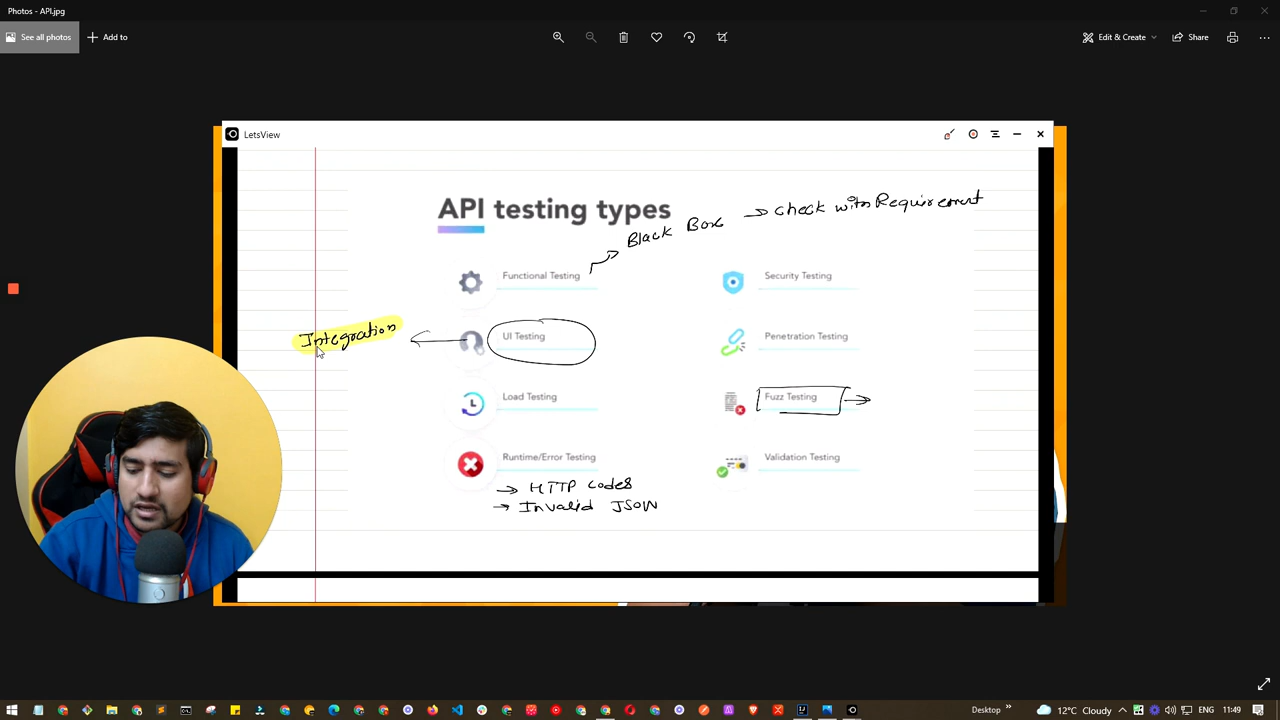 Photos - API.jpg
See all photos
Add to
Edit & Create
Share
LetsView
API testing types
Black Box → check with Requirement
Functional Testing
Security Testing
Integration
UI Testing
Penetration Testing
Load Testing
Fuzz Testing →
Runtime/Error Testing
Validation Testing
→ HTTP codes
→ Invalid JSON
Desktop
12°C Cloudy
ENG
11:49